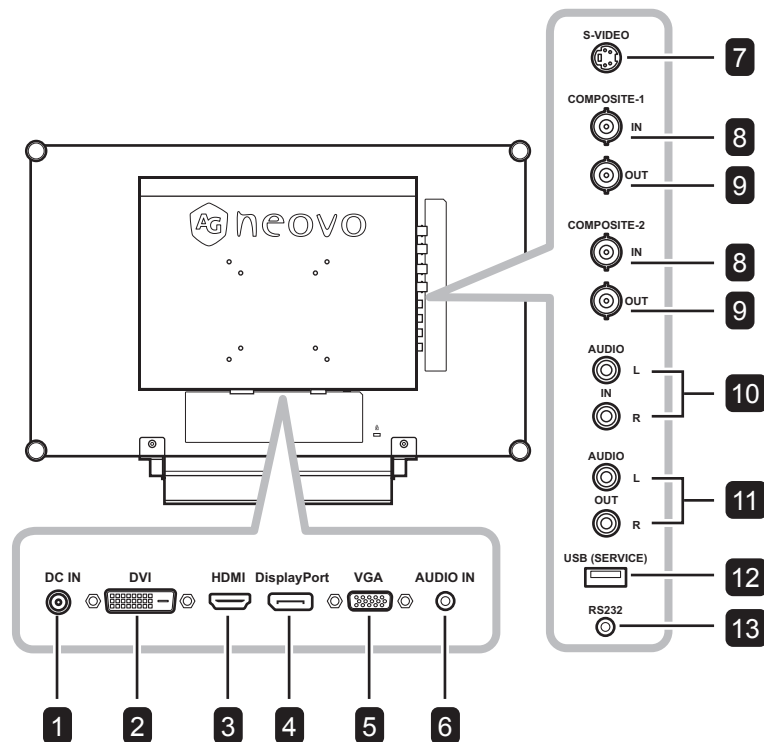 S-VIDEO
7
COMPOSITE-1
IN
8
OUT
9
COMPOSITE-2
IN
8
OUT
9
AUDIO
L
IN
10
R
AUDIO
L
OUT
11
R
USB (SERVICE)
12
RS232
13
AG neovo
DC IN DVI HDMI DisplayPort VGA AUDIO IN
1 2 3 4 5 6